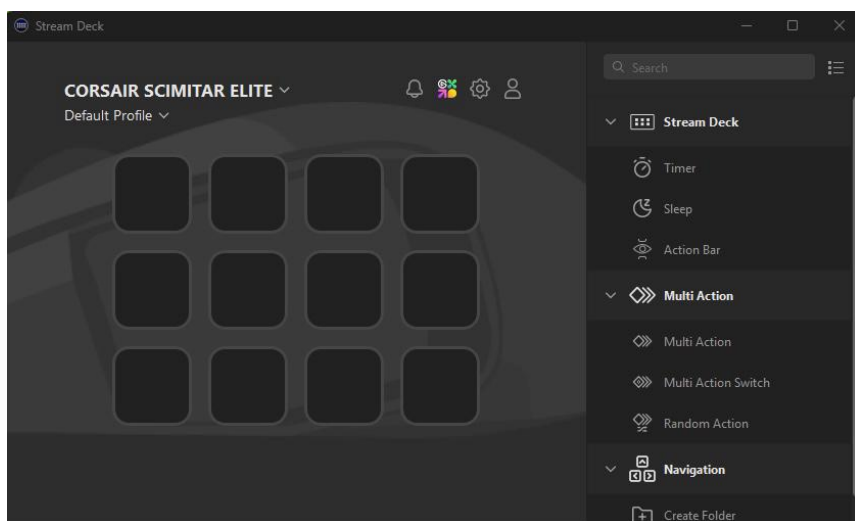 Stream Deck
CORSAIR SCIMITAR ELITE
Default Profile
Search
Stream Deck
Timer
Sleep
Action Bar
Multi Action
Multi Action
Multi Action Switch
Random Action
Navigation
Create Folder